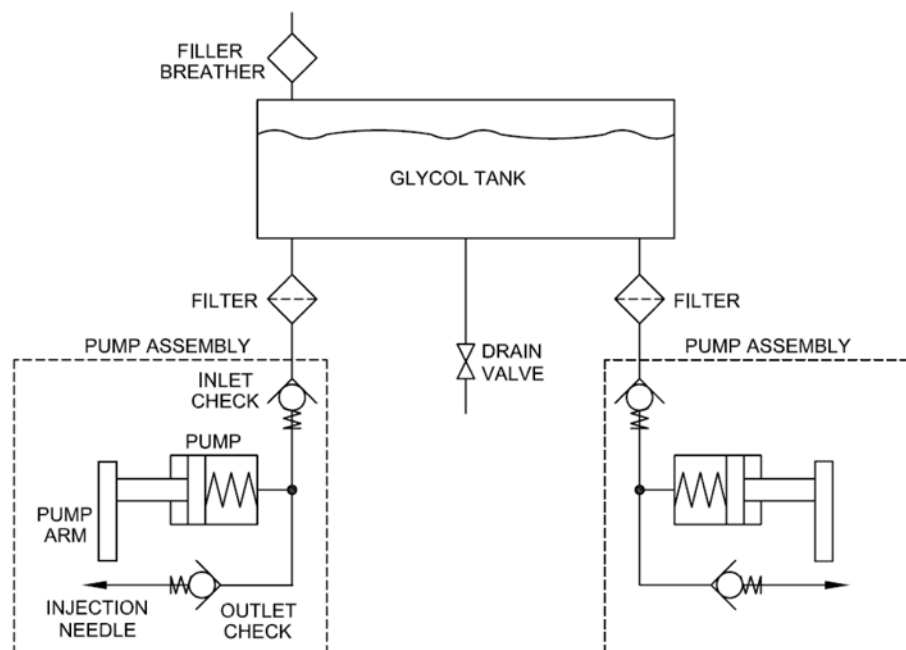 FILLER
BREATHER
GLYCOL TANK
FILTER
FILTER
PUMP ASSEMBLY
PUMP ASSEMBLY
DRAIN
VALVE
INLET
CHECK
PUMP
PUMP
ARM
INJECTION
NEEDLE
OUTLET
CHECK